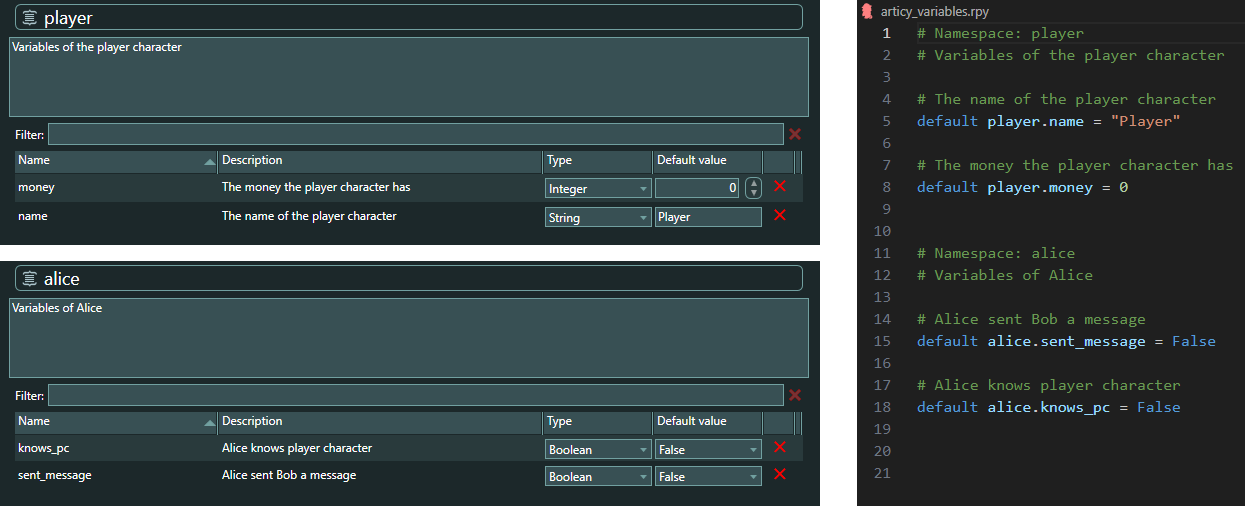 player
Variables of the player character
Filter:
Name Description Type Default value
money The money the player character has Integer 0
name The name of the player character String Player
alice
Variables of Alice
Filter:
Name Description Type Default value
knows_pc Alice knows player character Boolean False
sent_message Alice sent Bob a message Boolean False
articy_variables.rpy
1 # Namespace: player
2 # Variables of the player character
3
4 # The name of the player character
5 default player.name = "Player"
6
7 # The money the player character has
8 default player.money = 0
9
10
11 # Namespace: alice
12 # Variables of Alice
13
14 # Alice sent Bob a message
15 default alice.sent_message = False
16
17 # Alice knows player character
18 default alice.knows_pc = False
19
20
21